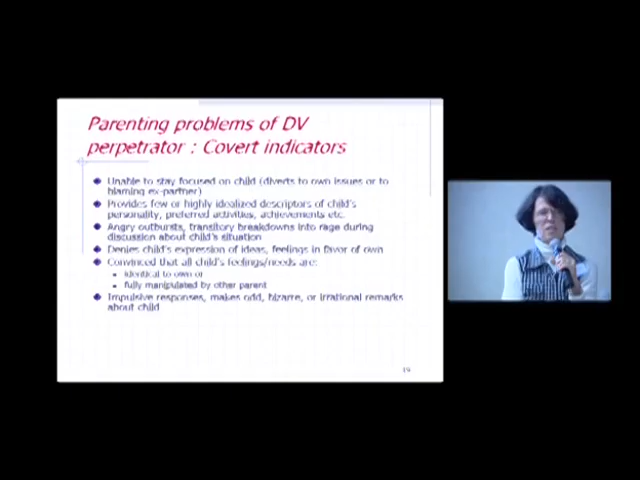 Parenting problems of DV
perpetrator : Covert indicators
Unable to stay focused on child (diverts to own issues or to
blaming ex-partner)
Provides few or highly idealized descriptors of child's
personality, preferred activities, achievements etc.
Angry outbursts, transitory breakdowns into rage during
discussion about child's situation
Denies child's expression of ideas, feelings in favor of own
Convinced that all child's feelings/needs are:
identical to own or
fully manipulated by other parent
Impulsive responses, makes odd, bizarre, or irrational remarks
about child
19